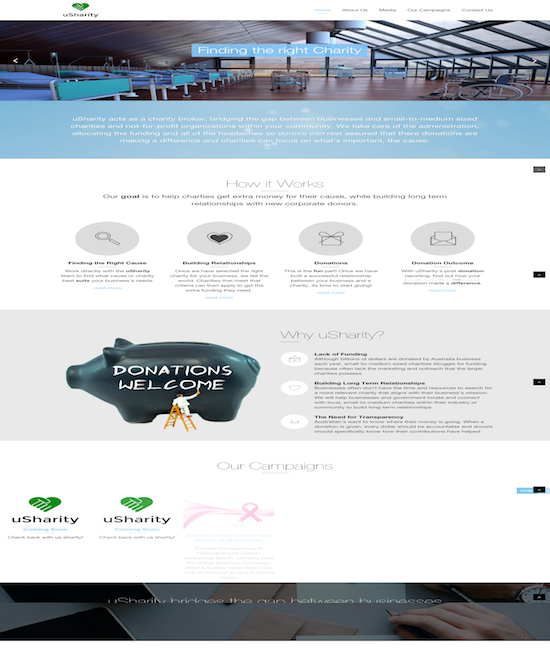 uSharity
Home About Us Media Our Campaigns Contact Us
Finding the right Charity
uSharity acts as a charity broker, bridging the gap between businesses and small-to-medium sized
charities and not-for-profit organizations within your community. We take care of the administration,
allocating the funding and all of the headaches so donors can rest assured that there donations are
making a difference and charities can focus on what's important, the cause.
How it Works
Our goal is to help charties get extra money for their cause, while building long term
relationships with new corporate donors.
Finding the Right Cause
Work directly with the uSharity
team to find what cause or charity
best suits your business's needs
read more
Building Relationships
Once we have selected the right
charity for your business, we let the
world. Charities that meet that
criteria can then apply to get the
extra funding they need.
read more
Donations
This is the fun part! Once we have
built a successful relationship
between your business and a
charity, its time to start giving!
read more
Donation Outcome
With uSharity's post donation
reporting, find out how your
donation made a difference.
read more
DONATIONS
WELCOME
Why uSharity?
Lack of Funding
Although billions of dollars are donated by Australia business
each year, small-to-medium sized charities struggle for funding
because often lack the marketing and outreach that the larger
charities possess
Building Long Term Relationships
Businesses often don't have the time and resources to search for
a more relevant charity that aligns with their business's mission.
We will help businesses and government locate and connect
with local, small-to-medium charities within their industry or
community to build long-term relationships
The Need for Transparency
Australian's want to know where their money is going. When a
donation is given, every dollar should be accountable and donors
should specifically know how their contributions have helped
Our Campaigns
uSharity
Coming Soon
Check back with us shortly!
uSharity
Coming Soon
Check back with us shortly!
uSharity bridges the gap between businesses